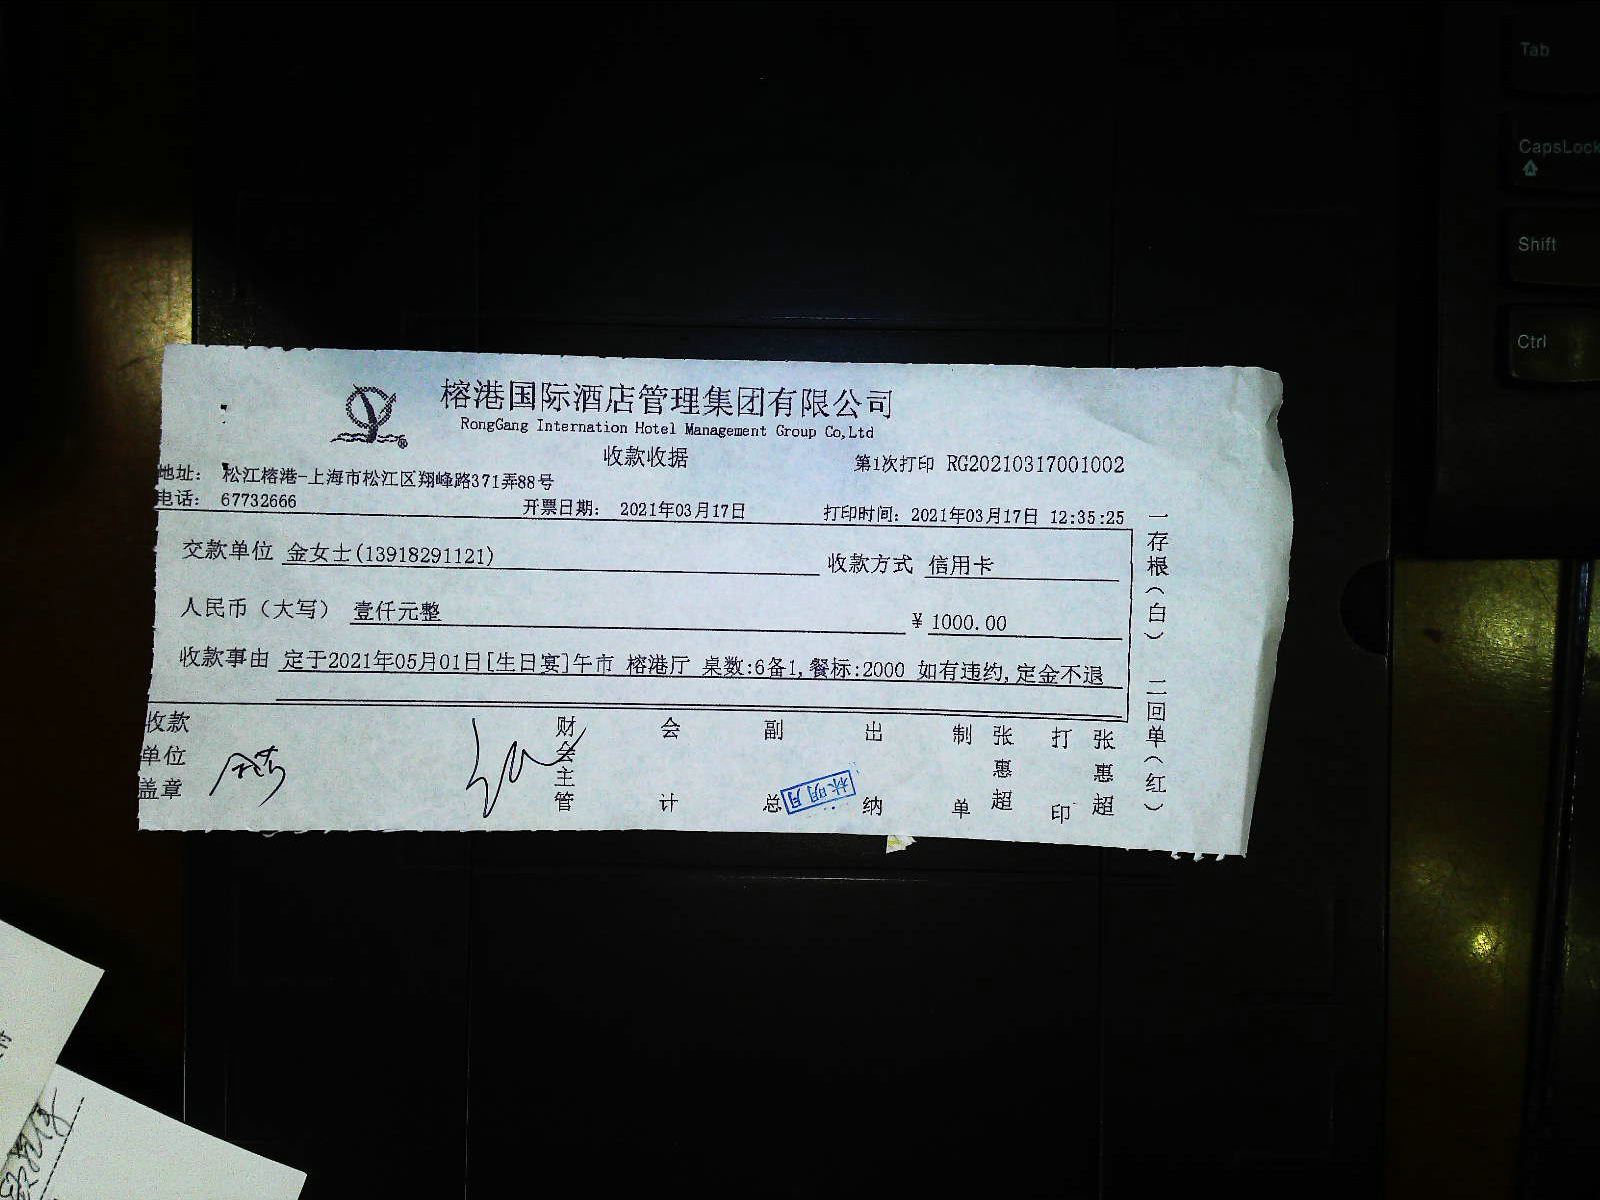 榕港国际酒店管理集团有限公司
RongGang Internation Hotel Management Group Co,Ltd
收款收据
第1次打印 RG20210317001002
地址： 松江榕港-上海市松江区翔峰路371弄88号
电话： 67732666
开票日期： 2021年03月17日
打印时间：2021年03月17日 12:35:25
交款单位 金女士(13918291121)
收款方式 信用卡
人民币（大写） 壹仟元整
¥ 1000.00
收款事由 定于2021年05月01日[生日宴]午市 榕港厅 桌数:6备1,餐标:2000 如有违约,定金不退
收款
单位
盖章
财会主管
会计
副总
林明月
出纳
制单
张惠超
打印
张惠超
一存根（白） 二回单（红）
Tab
CapsLock
Shift
Ctrl